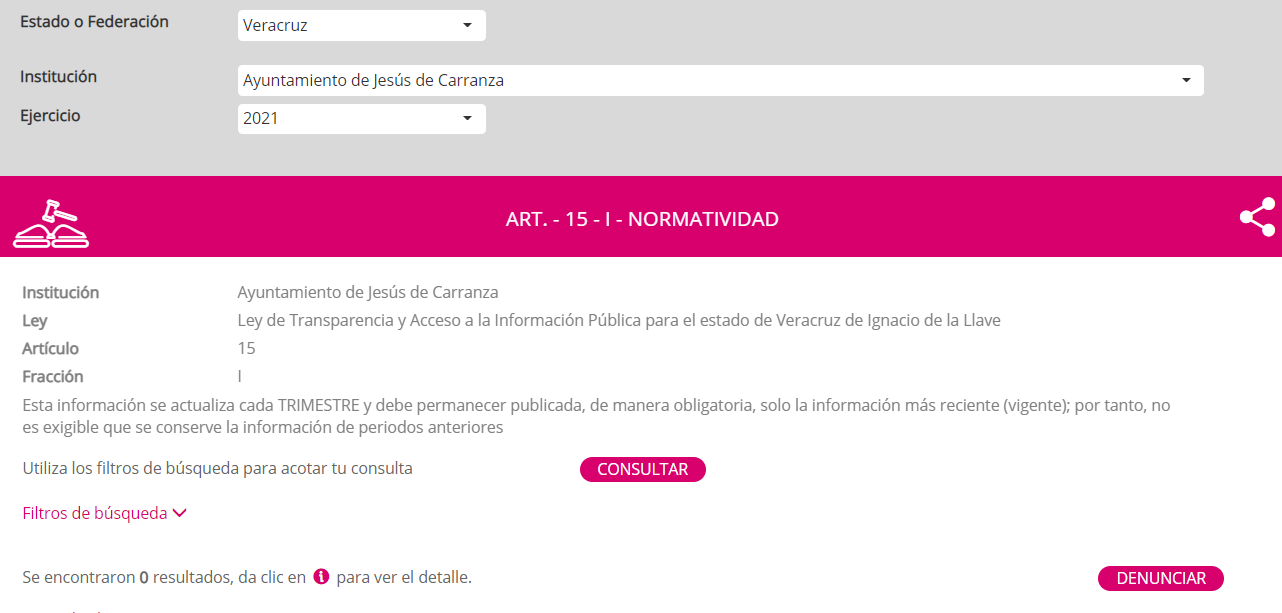 Estado o Federación Veracruz
Institución Ayuntamiento de Jesús de Carranza
Ejercicio 2021
ART. - 15 - I - NORMATIVIDAD
Institución Ayuntamiento de Jesús de Carranza
Ley Ley de Transparencia y Acceso a la Información Pública para el estado de Veracruz de Ignacio de la Llave
Artículo 15
Fracción I
Esta información se actualiza cada TRIMESTRE y debe permanecer publicada, de manera obligatoria, solo la información más reciente (vigente); por tanto, no
es exigible que se conserve la información de periodos anteriores
Utiliza los filtros de búsqueda para acotar tu consulta CONSULTAR
Filtros de búsqueda
Se encontraron 0 resultados, da clic en i para ver el detalle. DENUNCIAR